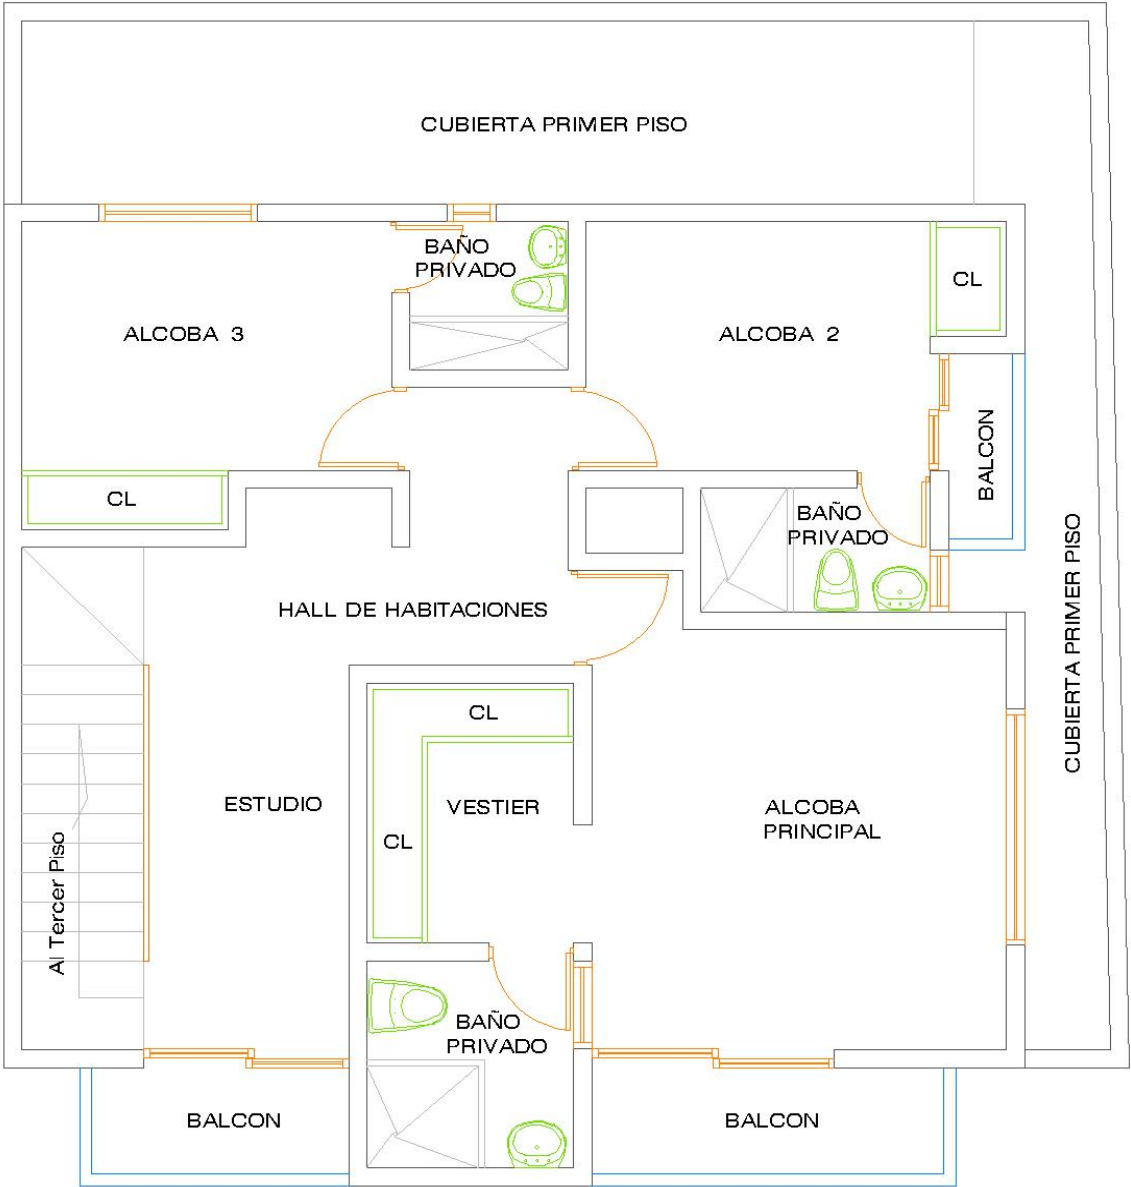 CUBIERTA PRIMER PISO
BAÑO
PRIVADO
CL
ALCOBA 3
ALCOBA 2
BALCON
CL
BAÑO
PRIVADO
HALL DE HABITACIONES
CUBIERTA PRIMER PISO
CL
ESTUDIO
VESTIER
ALCOBA
PRINCIPAL
CL
Al Tercer Piso
BAÑO
PRIVADO
BALCON
BALCON